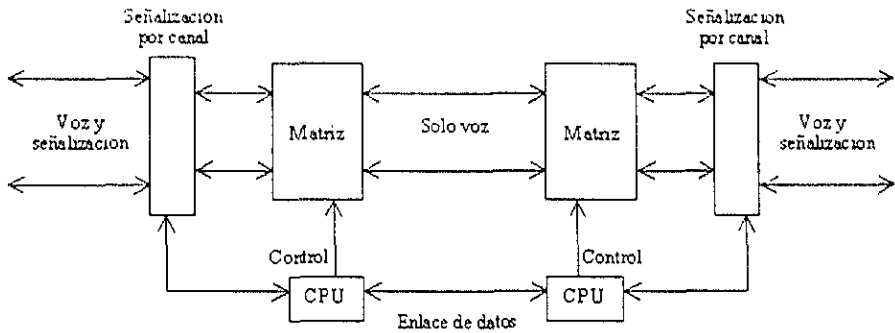 Señalizacion
por canal
Señalizacion
por canal
Voz y
señalizacion
Matriz
Solo voz
Matriz
Voz y
señalizacion
Control
Control
CPU
CPU
Enlace de datos